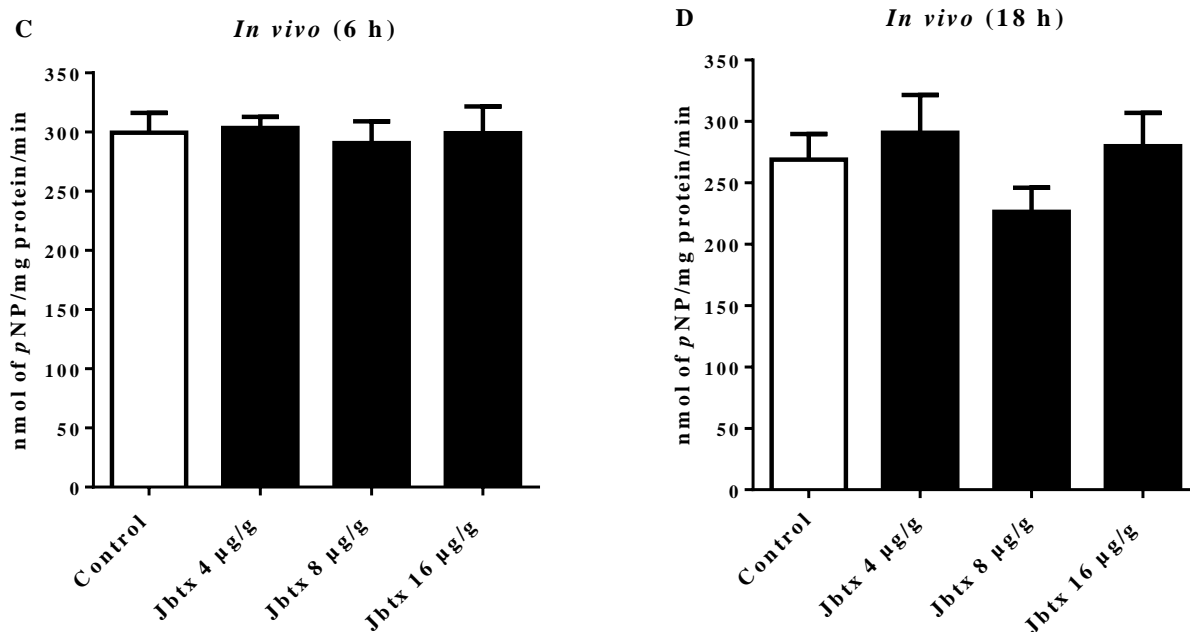 C
In vivo (6 h)
nmol of pNP/mg protein/min
350
300
250
200
150
100
50
0
Control
Jbtx 4 µg/g
Jbtx 8 µg/g
Jbtx 16 µg/g
D
In vivo (18 h)
nmol of pNP/mg protein/min
350
300
250
200
150
100
50
0
Control
Jbtx 4 µg/g
Jbtx 8 µg/g
Jbtx 16 µg/g